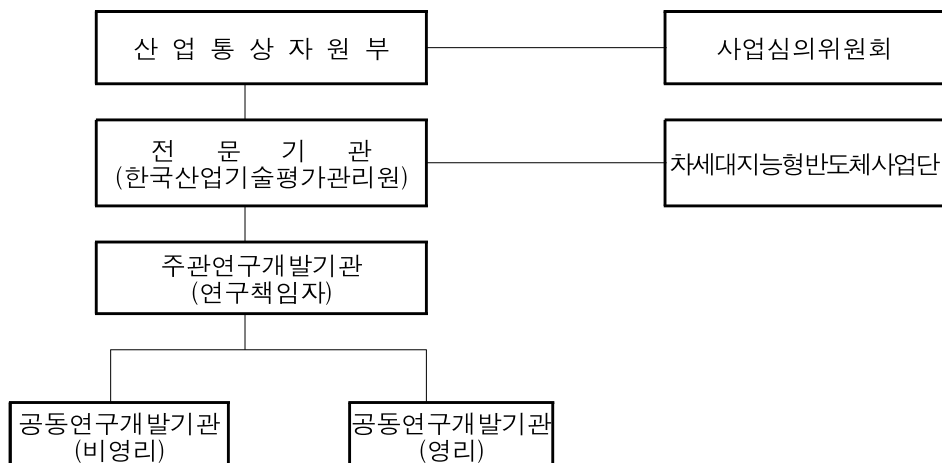 산 업 통 상 자 원 부
사업심의위원회
전 문 기 관
(한국산업기술평가관리원)
차세대지능형반도체사업단
주관연구개발기관
(연구책임자)
공동연구개발기관
(비영리)
공동연구개발기관
(영리)